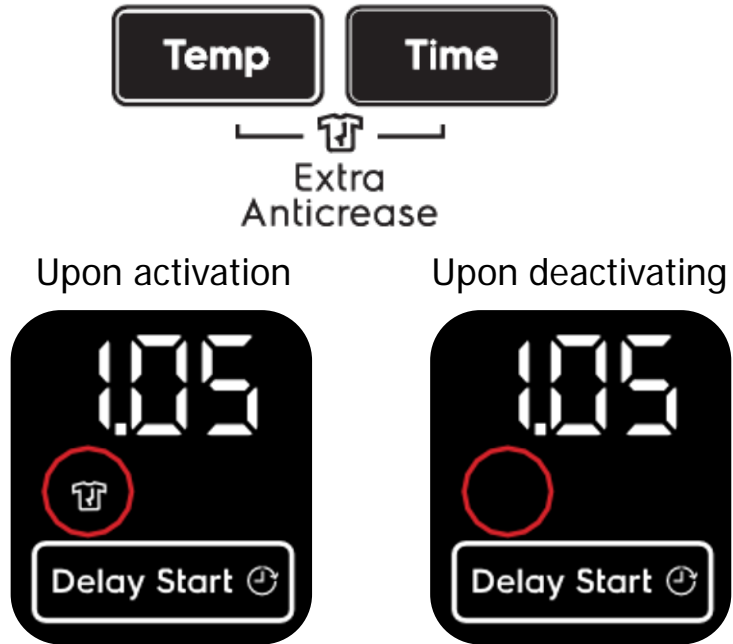 Temp Time
Extra
Anticrease
Upon activation Upon deactivating
1.05 1.05
Delay Start Delay Start